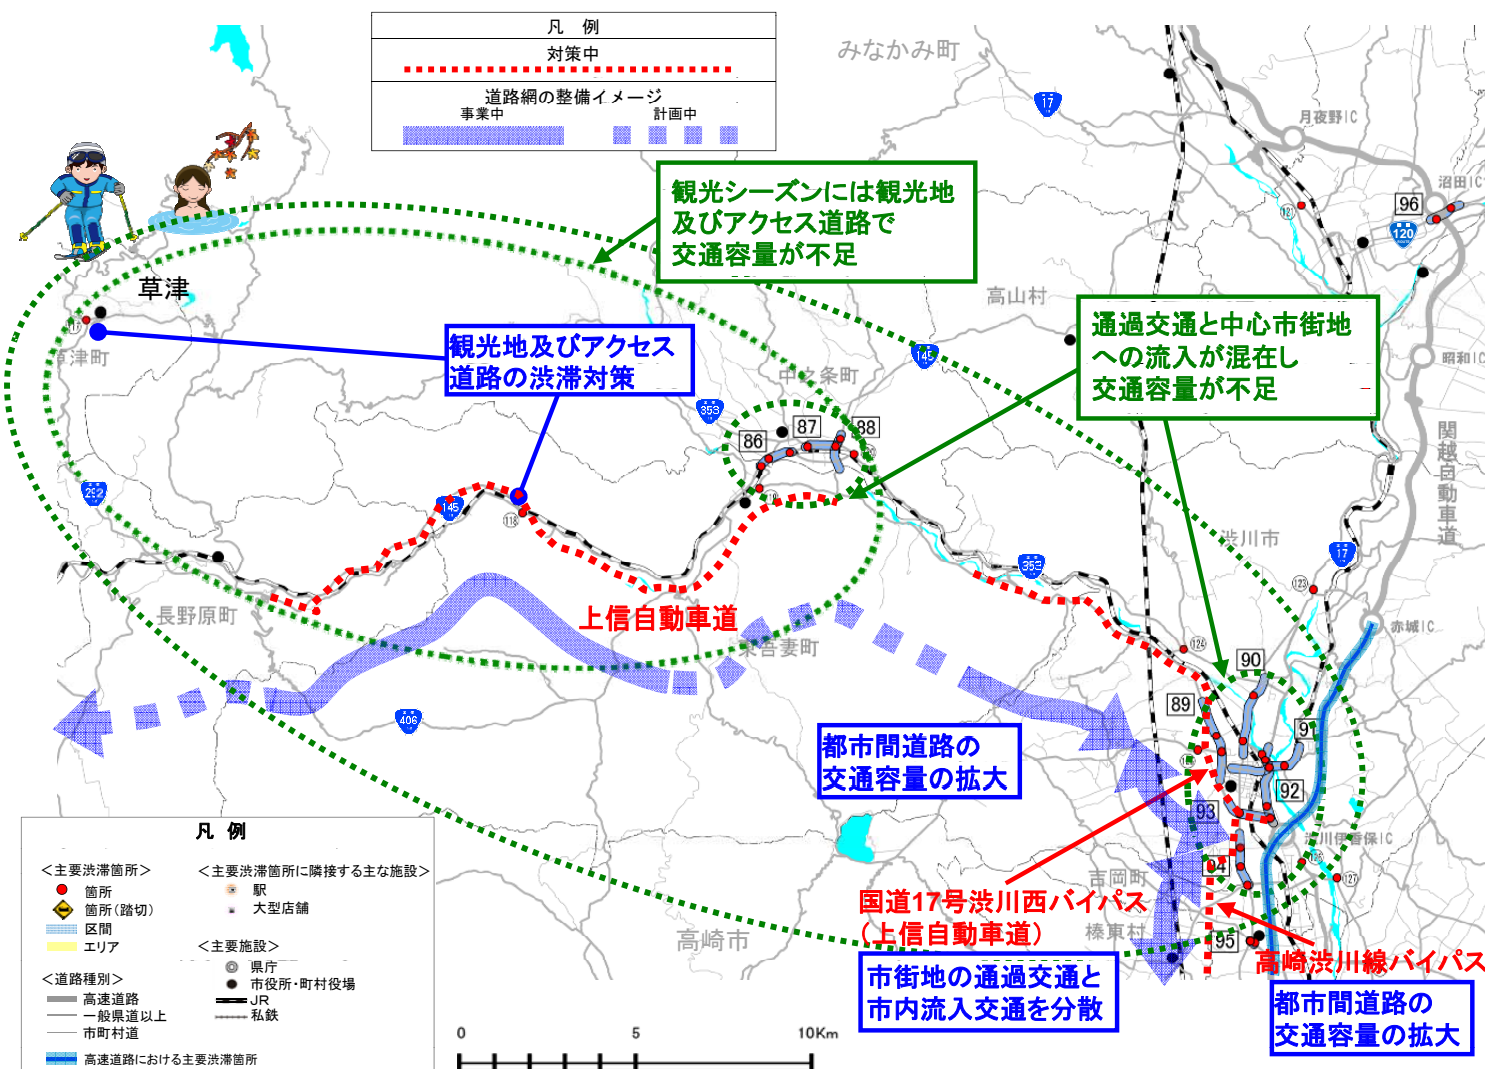 凡 例
対策中
道路網の整備イメージ
事業中
計画中
みなかみ町
17
月夜野IC
沼田IC
96
120
121
観光シーズンには観光地
及びアクセス道路で
交通容量が不足
草津
草津町
高山村
145
通過交通と中心市街地
への流入が混在し
交通容量が不足
昭和IC
観光地及びアクセス
道路の渋滞対策
中之条町
353
86
87
88
関越自動車道
292
145
118
渋川市
17
353
123
長野原町
上信自動車道
東吾妻町
赤城IC
124
90
89
91
406
都市間道路の
交通容量の拡大
92
93
渋川伊香保IC
94
吉岡町
127
国道17号渋川西バイパス
(上信自動車道)
榛東村
95
高崎市
高崎渋川線バイパス
市街地の通過交通と
市内流入交通を分散
都市間道路の
交通容量の拡大
凡 例
<主要渋滞箇所>
箇所
箇所(踏切)
区間
エリア
<主要渋滞箇所に隣接する主な施設>
駅
大型店舗
<主要施設>
県庁
市役所・町村役場
JR
私鉄
<道路種別>
高速道路
一般県道以上
市町村道
高速道路における主要渋滞箇所
0 5 10Km